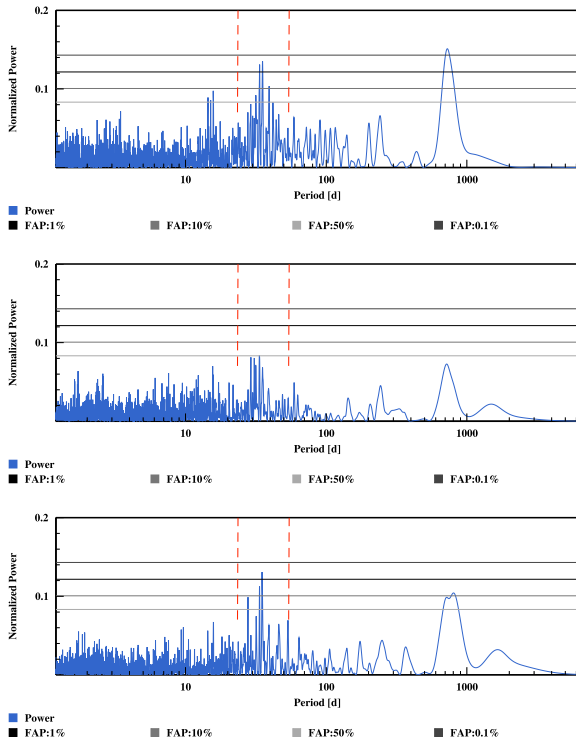 0.2
Normalized Power
0.1
10
100
1000
Period [d]
Power
FAP:1%
FAP:10%
FAP:50%
FAP:0.1%
0.2
Normalized Power
0.1
10
100
1000
Period [d]
Power
FAP:1%
FAP:10%
FAP:50%
FAP:0.1%
0.2
Normalized Power
0.1
10
100
1000
Period [d]
Power
FAP:1%
FAP:10%
FAP:50%
FAP:0.1%